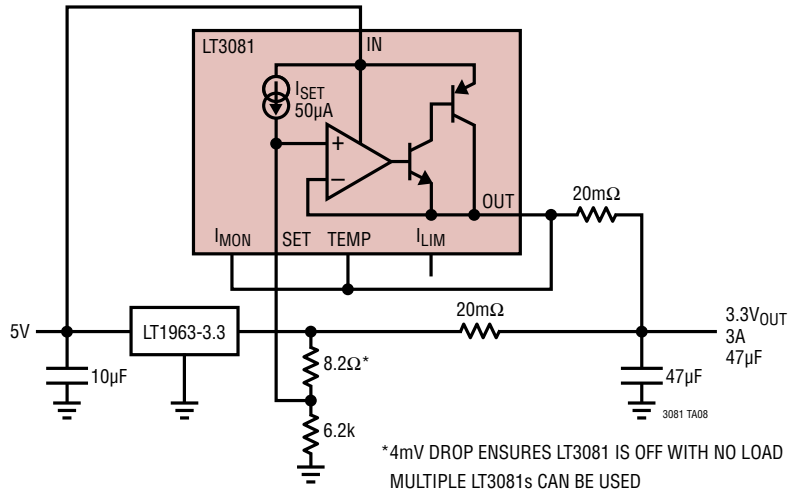 IN
LT3081
ISET
50µA
+
–
OUT
20mΩ
IMON
SET
TEMP
ILIM
20mΩ
5V
LT1963-3.3
3.3VOUT
3A
47µF
8.2Ω*
10µF
47µF
3081 TA08
6.2k
*4mV DROP ENSURES LT3081 IS OFF WITH NO LOAD
MULTIPLE LT3081s CAN BE USED